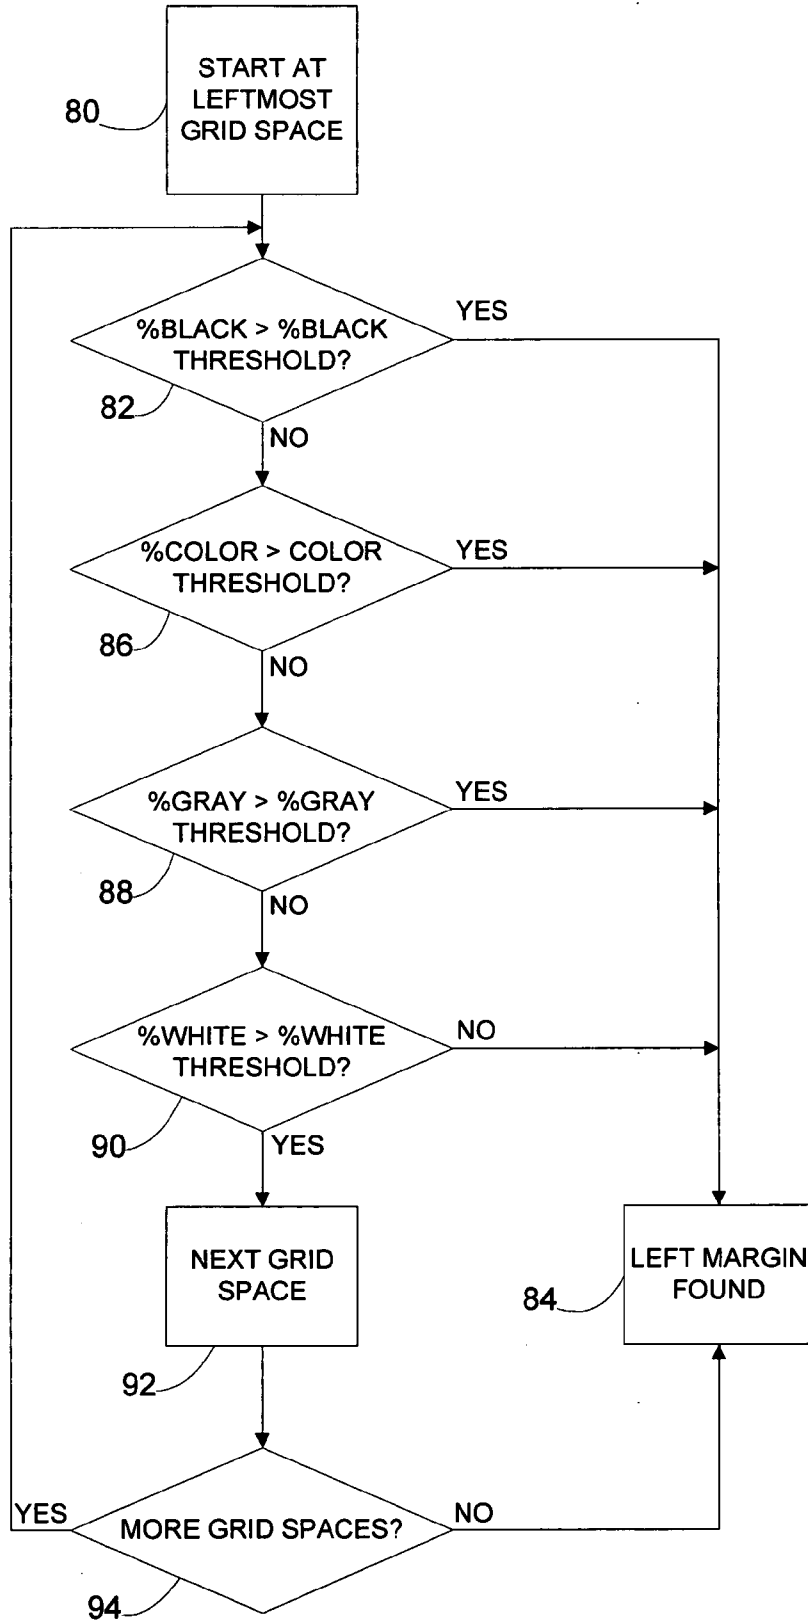 START AT
LEFTMOST
GRID SPACE
80
%BLACK > %BLACK
THRESHOLD?
YES
82
NO
%COLOR > COLOR
THRESHOLD?
YES
86
NO
%GRAY > %GRAY
THRESHOLD?
YES
88
NO
%WHITE > %WHITE
THRESHOLD?
NO
90
YES
NEXT GRID
SPACE
92
LEFT MARGIN
FOUND
84
MORE GRID SPACES?
YES
NO
94